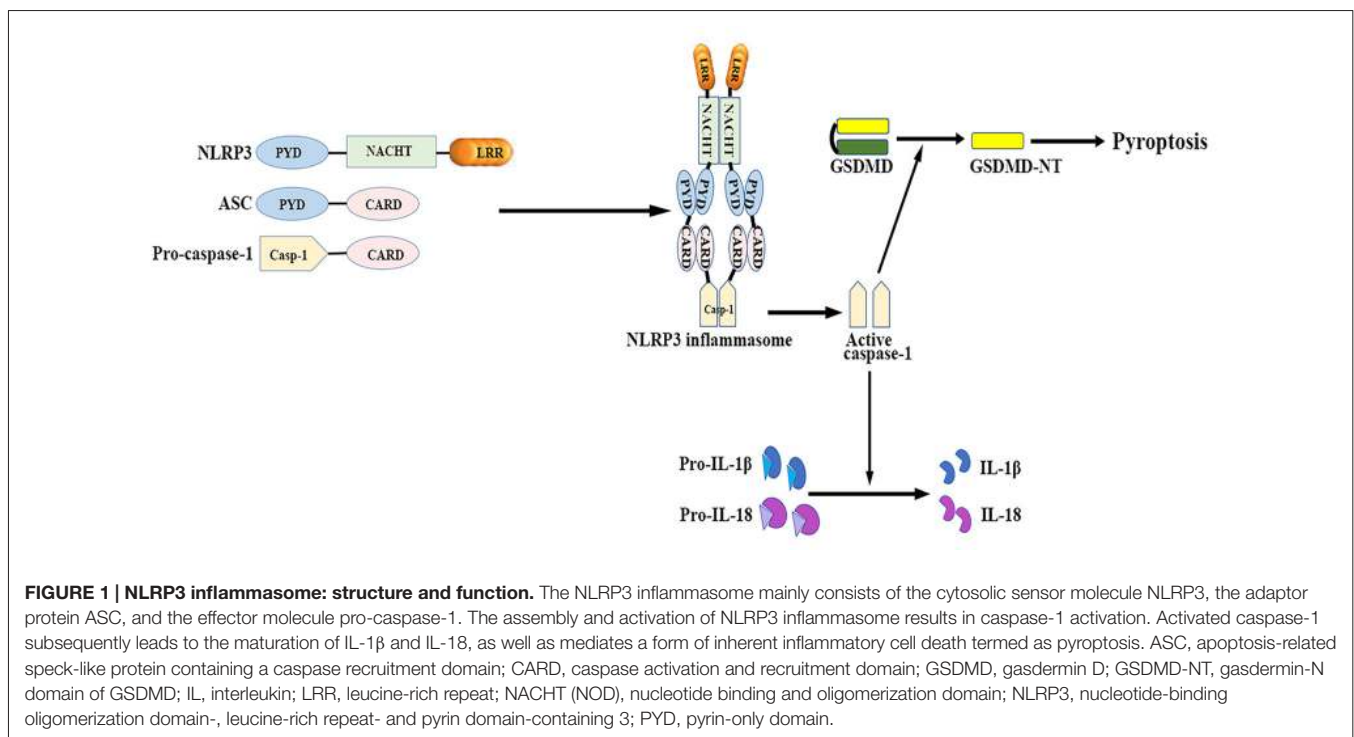 NLRP3 PYD NACHT LRR
ASC PYD CARD
Pro-caspase-1 Casp-1 CARD
LRR LRR
NACHT NACHT
PYD PYD PYD PYD
CARD CARD CARD CARD
Casp-1
NLRP3 inflammasome
GSDMD
GSDMD-NT
Pyroptosis
Active
caspase-1
Pro-IL-1β
IL-1β
Pro-IL-18
IL-18
FIGURE 1 | NLRP3 inflammasome: structure and function. The NLRP3 inflammasome mainly consists of the cytosolic sensor molecule NLRP3, the adaptor
protein ASC, and the effector molecule pro-caspase-1. The assembly and activation of NLRP3 inflammasome results in caspase-1 activation. Activated caspase-1
subsequently leads to the maturation of IL-1β and IL-18, as well as mediates a form of inherent inflammatory cell death termed as pyroptosis. ASC, apoptosis-related
speck-like protein containing a caspase recruitment domain; CARD, caspase activation and recruitment domain; GSDMD, gasdermin D; GSDMD-NT, gasdermin-N
domain of GSDMD; IL, interleukin; LRR, leucine-rich repeat; NACHT (NOD), nucleotide binding and oligomerization domain; NLRP3, nucleotide-binding
oligomerization domain-, leucine-rich repeat- and pyrin domain-containing 3; PYD, pyrin-only domain.